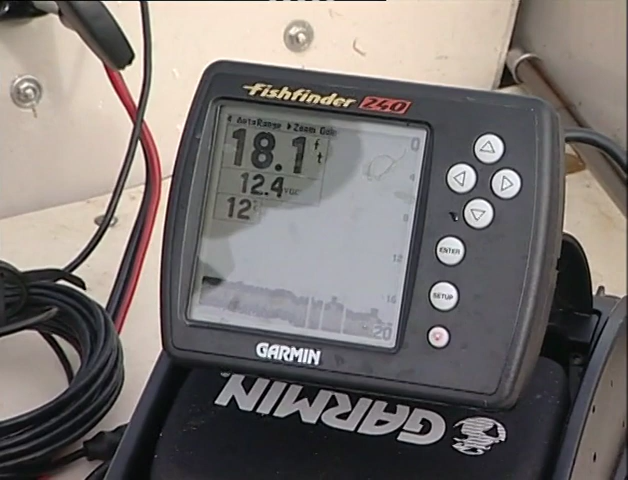 Fishfinder 240
AutoRange Zoom Gain
18.1 ft
0
4
12.4 VDC
12°
8
12
16
20
ENTER
SETUP
GARMIN
GARMIN